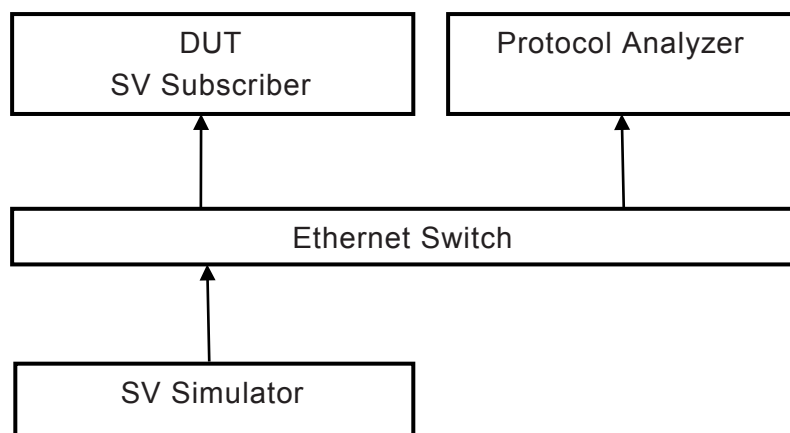 DUT
SV Subscriber
Protocol Analyzer
Ethernet Switch
SV Simulator